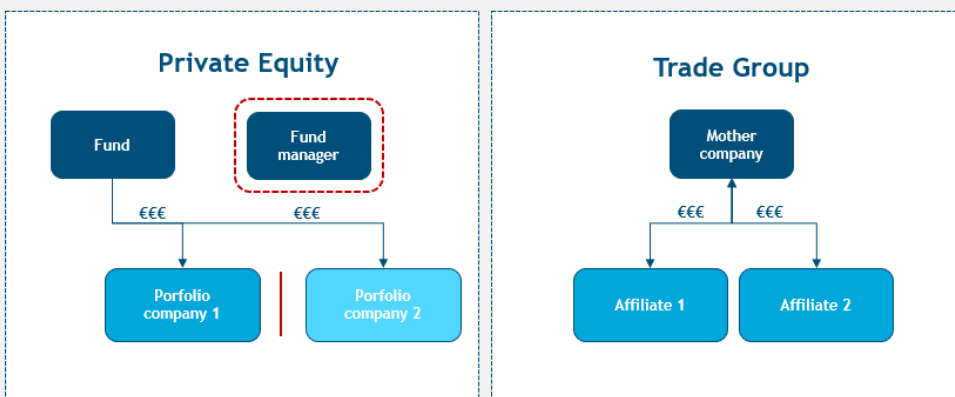 Private Equity
Fund
Fund
manager
€€€
€€€
Porfolio
company 1
Porfolio
company 2
Trade Group
Mother
company
€€€
€€€
Affiliate 1
Affiliate 2